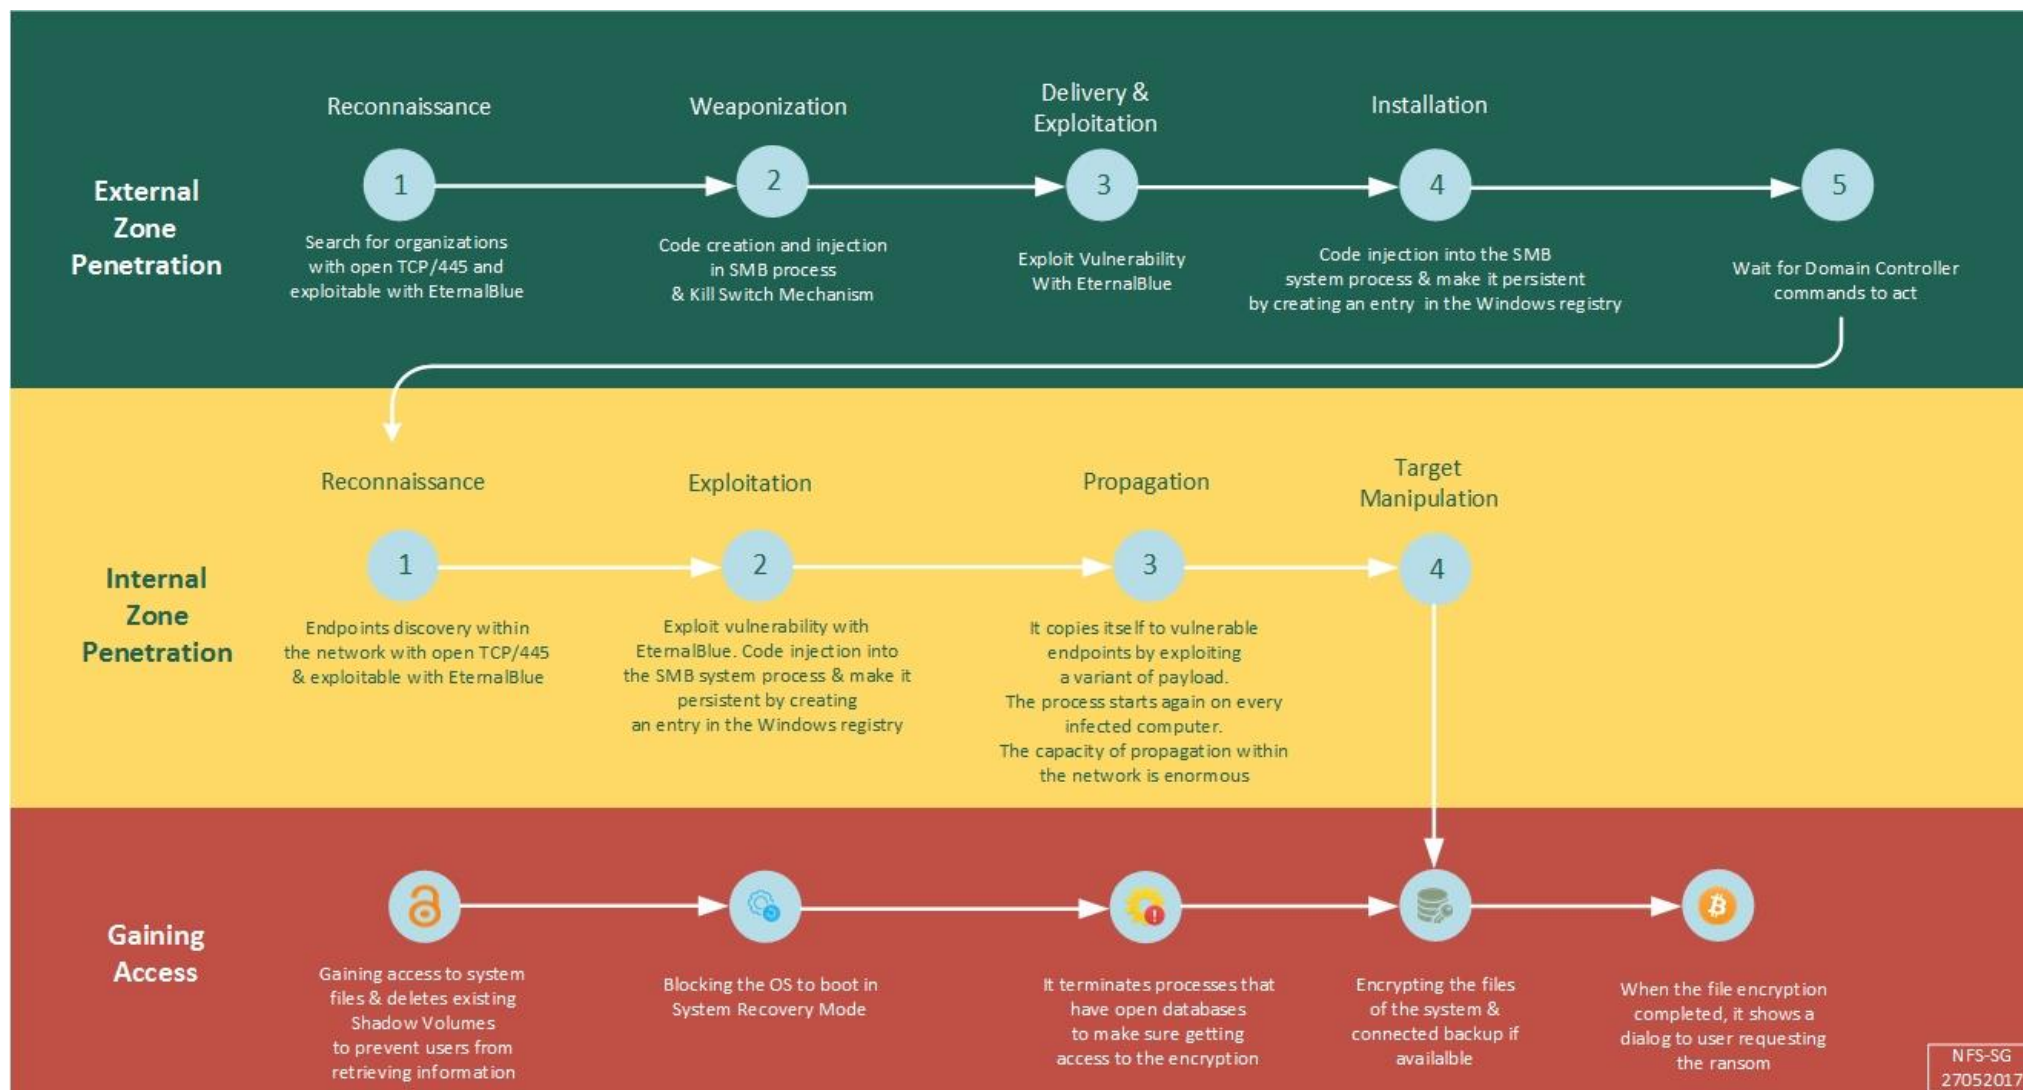 External
Zone
Penetration
Reconnaissance
1
Search for organizations
with open TCP/445 and
exploitable with EternalBlue
Weaponization
2
Code creation and injection
in SMB process
& Kill Switch Mechanism
Delivery &
Exploitation
3
Exploit Vulnerability
With EternalBlue
Installation
4
Code injection into the SMB
system process & make it persistent
by creating an entry in the Windows registry
5
Wait for Domain Controller
commands to act
Internal
Zone
Penetration
Reconnaissance
1
Endpoints discovery within
the network with open TCP/445
& exploitable with EternalBlue
Exploitation
2
Exploit vulnerability with
EternalBlue. Code injection into
the SMB system process & make it
persistent by creating
an entry in the Windows registry
Propagation
3
It copies itself to vulnerable
endpoints by exploiting
a variant of payload.
The process starts again on every
infected computer.
The capacity of propagation within
the network is enormous
Target
Manipulation
4
Gaining
Access
Gaining access to system
files & deletes existing
Shadow Volumes
to prevent users from
retrieving information
Blocking the OS to boot in
System Recovery Mode
It terminates processes that
have open databases
to make sure getting
access to the encryption
Encrypting the files
of the system &
connected backup if
availalble
When the file encryption
completed, it shows a
dialog to user requesting
the ransom
NFS-SG
27052017